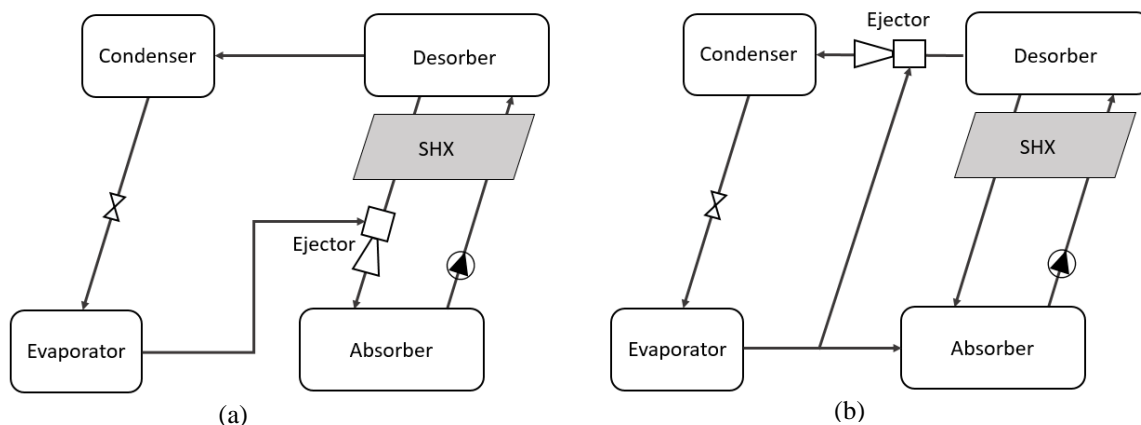 Condenser
Desorber
SHX
Ejector
Evaporator
Absorber
(a)
Ejector
Condenser
Desorber
SHX
Evaporator
Absorber
(b)